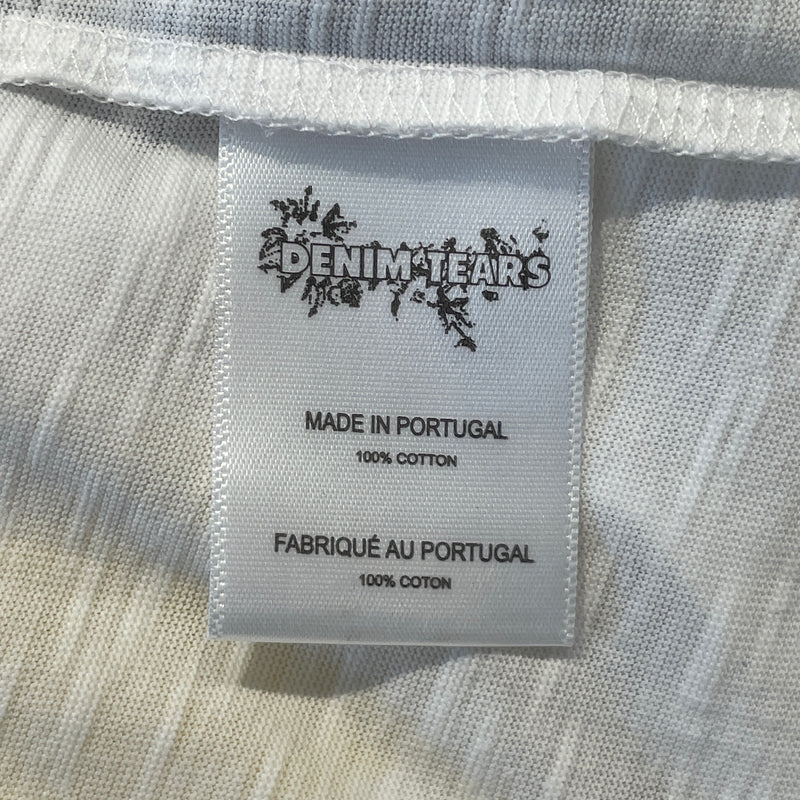 DENIM TEARS
MADE IN PORTUGAL
100% COTTON
FABRIQUÉ AU PORTUGAL
100% COTON